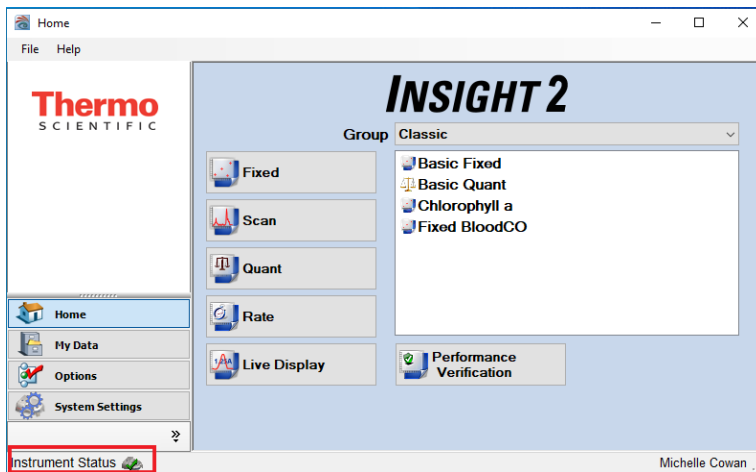 Home
File Help
Thermo
SCIENTIFIC
INSIGHT 2
Group Classic
Fixed
Scan
Quant
Rate
Live Display
Basic Fixed
Basic Quant
Chlorophyll a
Fixed BloodCO
Performance
Verification
Home
My Data
Options
System Settings
Instrument Status
Michelle Cowan